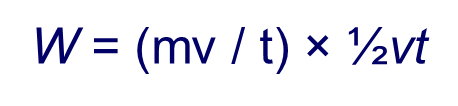 W = (mv / t) × ½vt